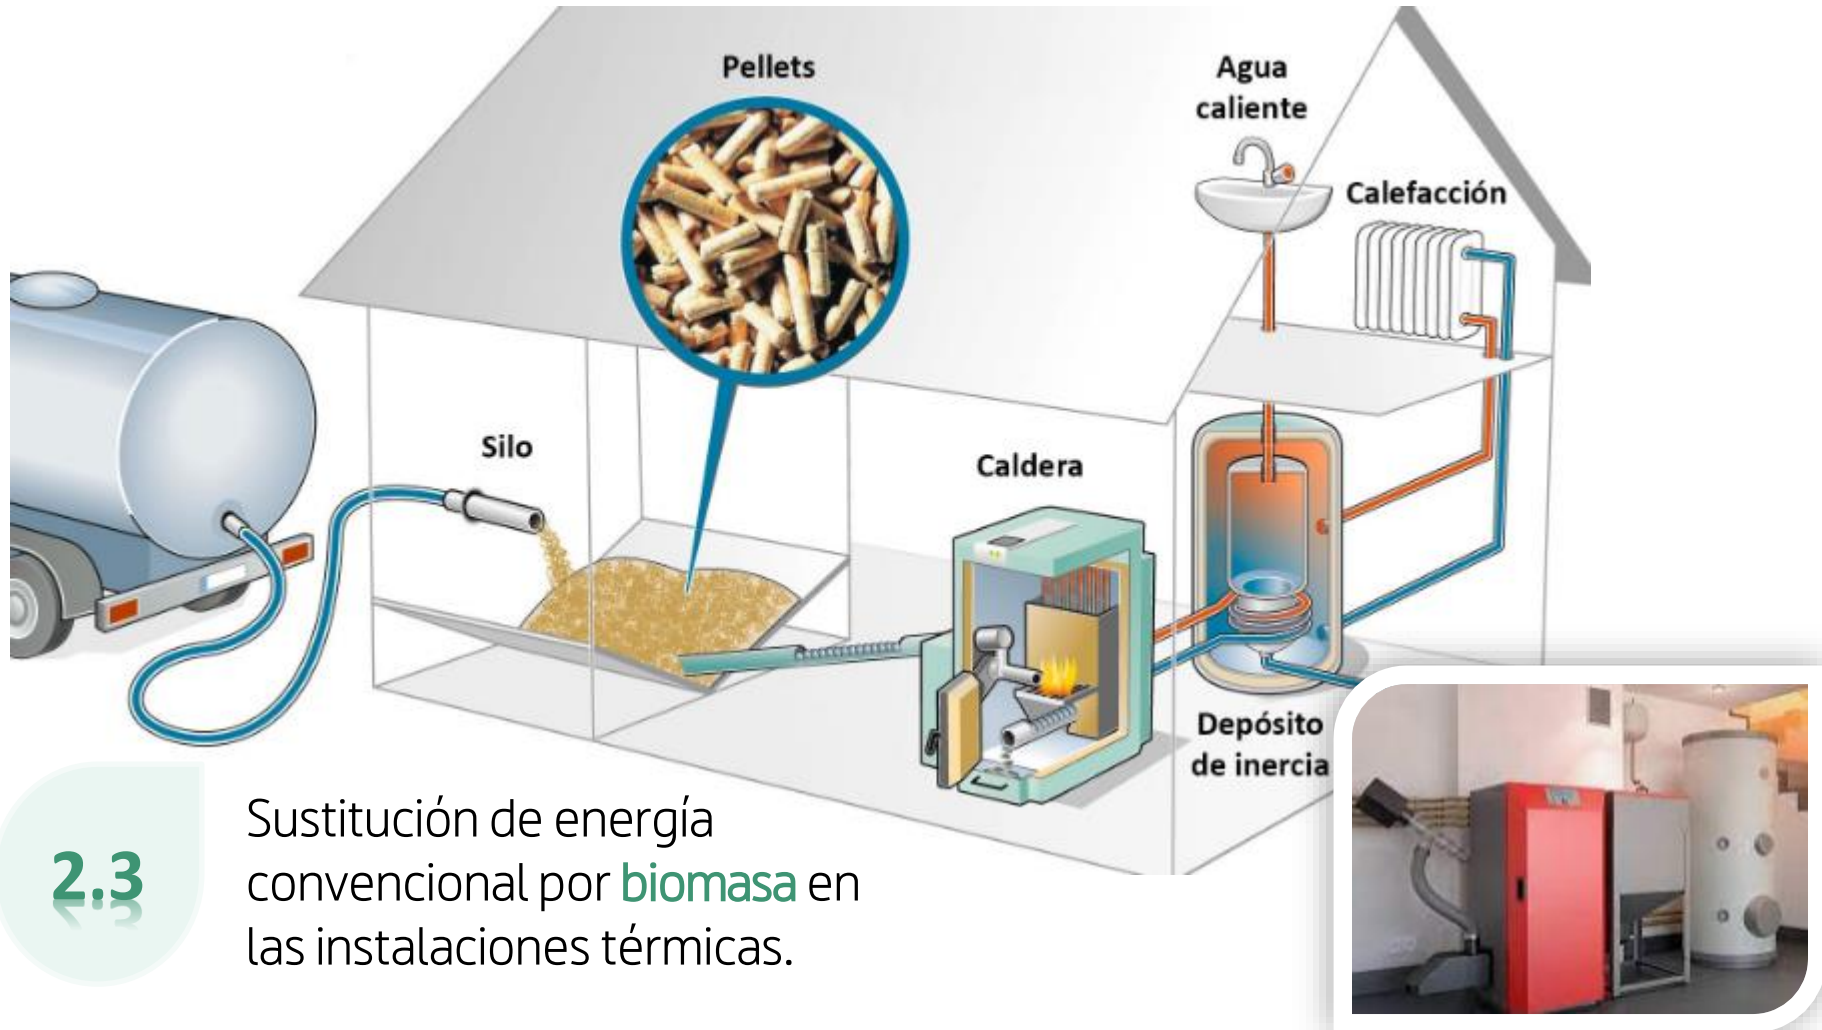 Pellets
Agua
caliente
Calefacción
Silo
Caldera
Depósito
de inercia
2.3
Sustitución de energía
convencional por biomasa en
las instalaciones térmicas.